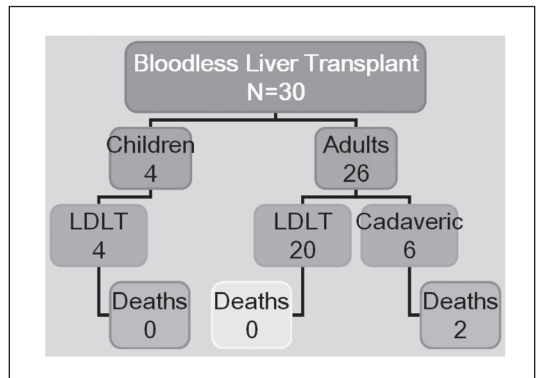 Bloodless Liver Transplant
N=30
Children
4
Adults
26
LDLT
4
LDLT
20
Cadaveric
6
Deaths
0
Deaths
0
Deaths
2